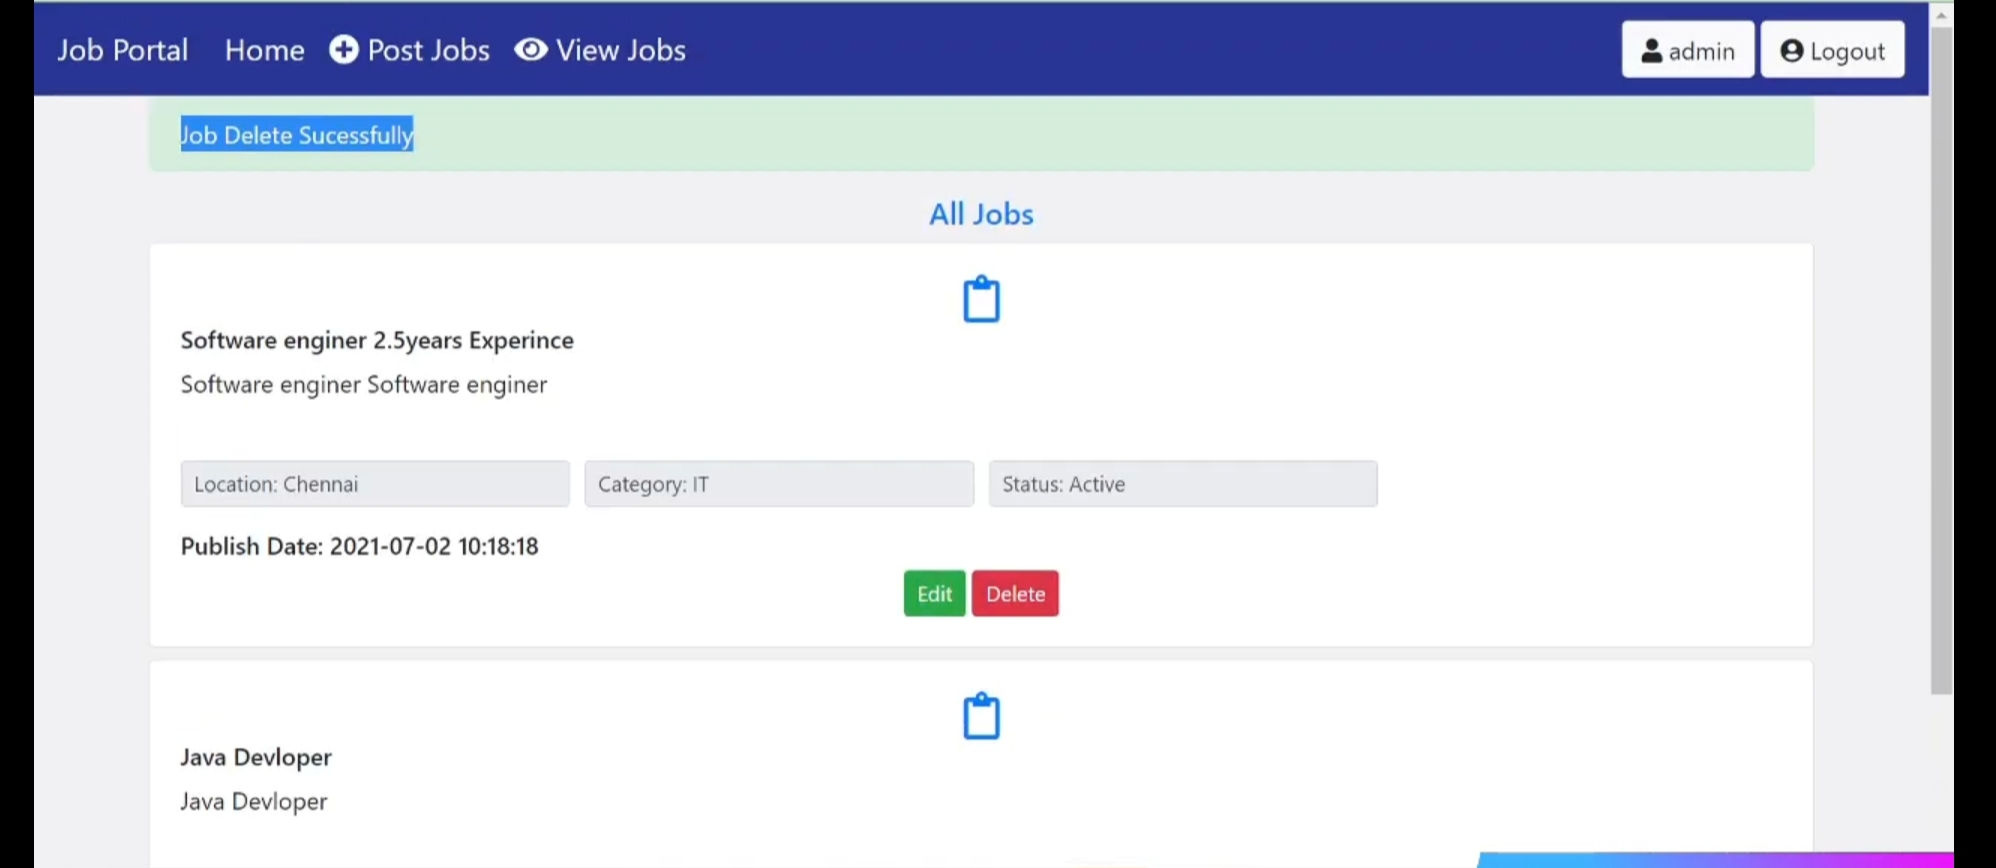 Job Portal Home Post Jobs View Jobs admin Logout
Job Delete Sucessfully
All Jobs
Software enginer 2.5years Experince
Software enginer Software enginer
Location: Chennai Category: IT Status: Active
Publish Date: 2021-07-02 10:18:18
Edit Delete
Java Devloper
Java Devloper